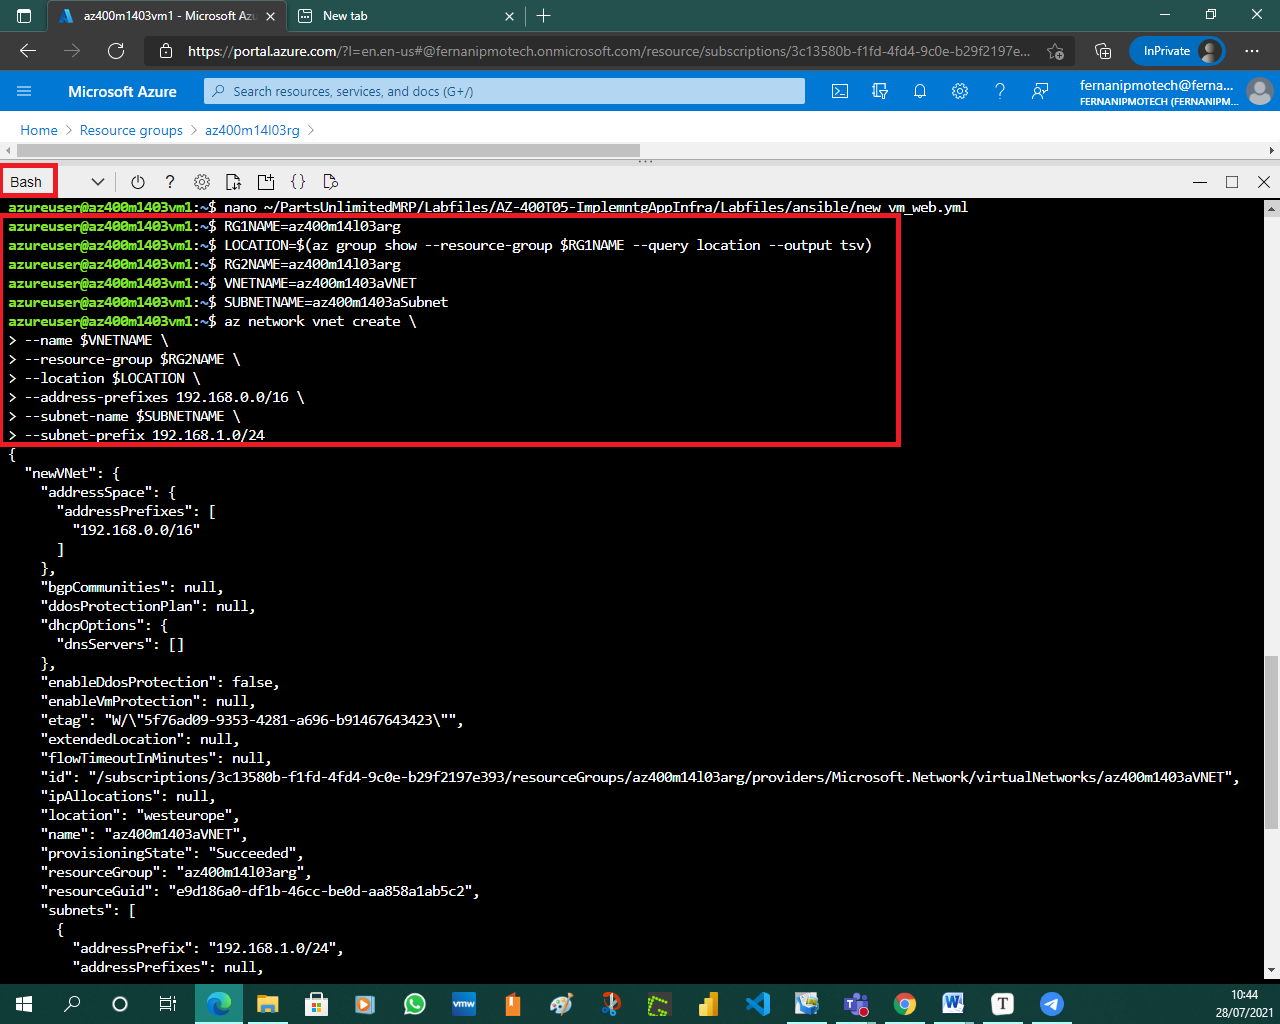 az400m1403vm1 - Microsoft Azu
New tab
https://portal.azure.com/?l=en.en-us#@fernanipmotech.onmicrosoft.com/resource/subscriptions/3c13580b-f1fd-4fd4-9c0e-b29f2197e...
InPrivate
Microsoft Azure
Search resources, services, and docs (G+/)
fernanipmotech@ferna...
FERNANIPMOTECH (FERNANIPM...
Home > Resource groups > az400m14l03rg >
Bash
azureuser@az400m1403vm1:~$ nano ~/PartsUnlimitedMRP/Labfiles/AZ-400T05-ImplemntgAppInfra/Labfiles/ansible/new_vm_web.yml
azureuser@az400m1403vm1:~$ RG1NAME=az400m14l03arg
azureuser@az400m1403vm1:~$ LOCATION=$(az group show --resource-group $RG1NAME --query location --output tsv)
azureuser@az400m1403vm1:~$ RG2NAME=az400m14l03arg
azureuser@az400m1403vm1:~$ VNETNAME=az400m1403aVNET
azureuser@az400m1403vm1:~$ SUBNETNAME=az400m1403aSubnet
azureuser@az400m1403vm1:~$ az network vnet create \
> --name $VNETNAME \
> --resource-group $RG2NAME \
> --location $LOCATION \
> --address-prefixes 192.168.0.0/16 \
> --subnet-name $SUBNETNAME \
> --subnet-prefix 192.168.1.0/24
{
"newVNet": {
"addressSpace": {
"addressPrefixes": [
"192.168.0.0/16"
]
},
"bgpCommunities": null,
"ddosProtectionPlan": null,
"dhcpOptions": {
"dnsServers": []
},
"enableDdosProtection": false,
"enableVmProtection": null,
"etag": "W/\"5f76ad09-9353-4281-a696-b91467643423\"",
"extendedLocation": null,
"flowTimeoutInMinutes": null,
"id": "/subscriptions/3c13580b-f1fd-4fd4-9c0e-b29f2197e393/resourceGroups/az400m14l03arg/providers/Microsoft.Network/virtualNetworks/az400m1403aVNET",
"ipAllocations": null,
"location": "westeurope",
"name": "az400m1403aVNET",
"provisioningState": "Succeeded",
"resourceGroup": "az400m14l03arg",
"resourceGuid": "e9d186a0-df1b-46cc-be0d-aa858a1ab5c2",
"subnets": [
{
"addressPrefix": "192.168.1.0/24",
"addressPrefixes": null,
vmw
10:44
28/07/2021